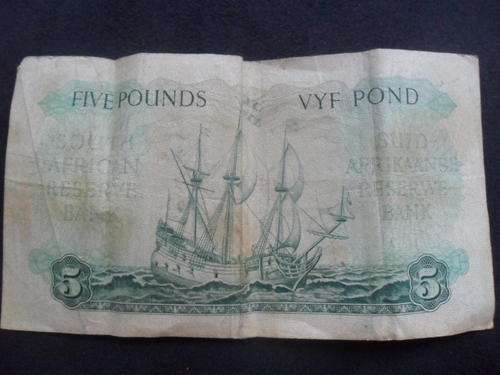 FIVE POUNDS
VYF POND
SOUTH
AFRICAN
RESERVE
BANK
SUID
AFRIKAANSE
RESERWE
BANK
5
5